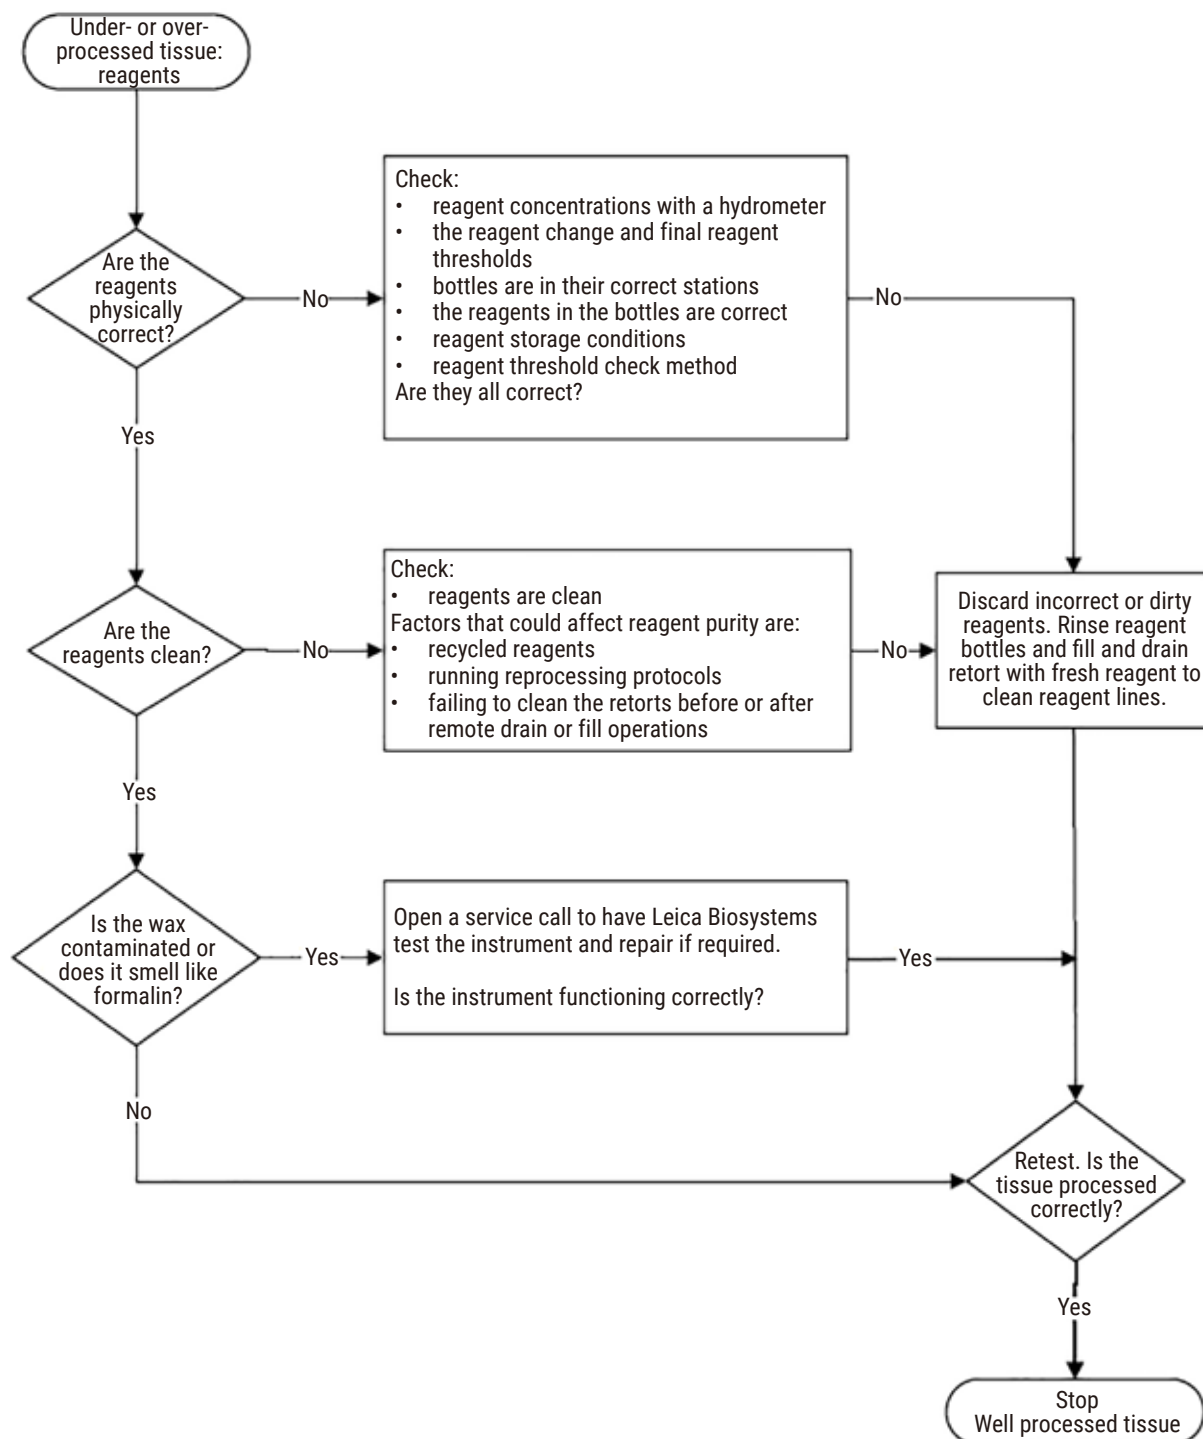 Under- or over-
processed tissue:
reagents
Are the
reagents
physically
correct?
No
Check:
• reagent concentrations with a hydrometer
• the reagent change and final reagent
thresholds
• bottles are in their correct stations
• the reagents in the bottles are correct
• reagent storage conditions
• reagent threshold check method
Are they all correct?
No
Yes
Are the
reagents clean?
No
Check:
• reagents are clean
Factors that could affect reagent purity are:
• recycled reagents
• running reprocessing protocols
• failing to clean the retorts before or after
remote drain or fill operations
No
Discard incorrect or dirty
reagents. Rinse reagent
bottles and fill and drain
retort with fresh reagent to
clean reagent lines.
Yes
Is the wax
contaminated or
does it smell like
formalin?
Yes
Open a service call to have Leica Biosystems
test the instrument and repair if required.
Is the instrument functioning correctly?
Yes
No
Retest. Is the
tissue processed
correctly?
Yes
Stop
Well processed tissue